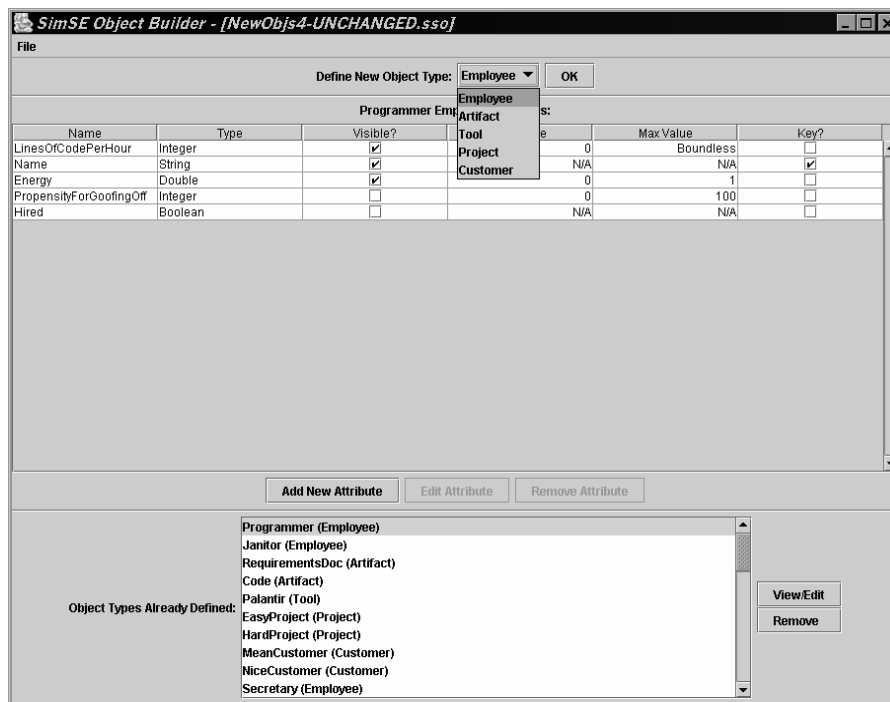 SimSE Object Builder - [NewObjs4-UNCHANGED.sso]
File
Define New Object Type: Employee OK
Employee
Artifact
Tool
Project
Customer
Programmer s:
Name Type Visible? Max Value Key?
LinesOfCodePerHour Integer 0 Boundless
Name String N/A N/A
Energy Double 0 1
PropensityForGoofingOff Integer 0 100
Hired Boolean N/A N/A
Add New Attribute Edit Attribute Remove Attribute
Object Types Already Defined:
Programmer (Employee)
Janitor (Employee)
RequirementsDoc (Artifact)
Code (Artifact)
Palantir (Tool)
EasyProject (Project)
HardProject (Project)
MeanCustomer (Customer)
NiceCustomer (Customer)
Secretary (Employee)
View/Edit
Remove